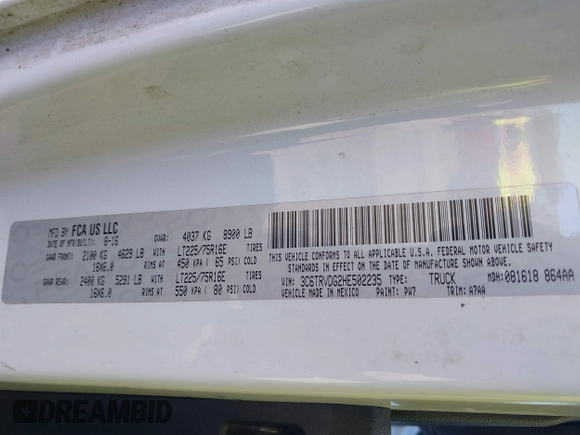 MFD BY FCA US LLC
DATE OF MFR(BUILT): 8-16 GVWR: 4037 KG 8900 LB
GAWR FRONT: 2100 KG 4629 LB WITH LT225/75R16E TIRES
16X6.0 RIMS AT 450 KPA ( 65 PSI) COLD
GAWR REAR: 2400 KG 5291 LB WITH LT225/75R16E TIRES
16X6.0 RIMS AT 550 KPA ( 80 PSI) COLD
THIS VEHICLE CONFORMS TO ALL APPLICABLE U.S.A. FEDERAL MOTOR VEHICLE SAFETY
STANDARDS IN EFFECT ON THE DATE OF MANUFACTURE SHOWN ABOVE.
VIN: 3C6TRVDG2HE502235 TYPE: TRUCK MDH: 081618 864AA
VEHICLE MADE IN MEXICO PAINT: PW7 TRIM: A7AA
DREAMBID